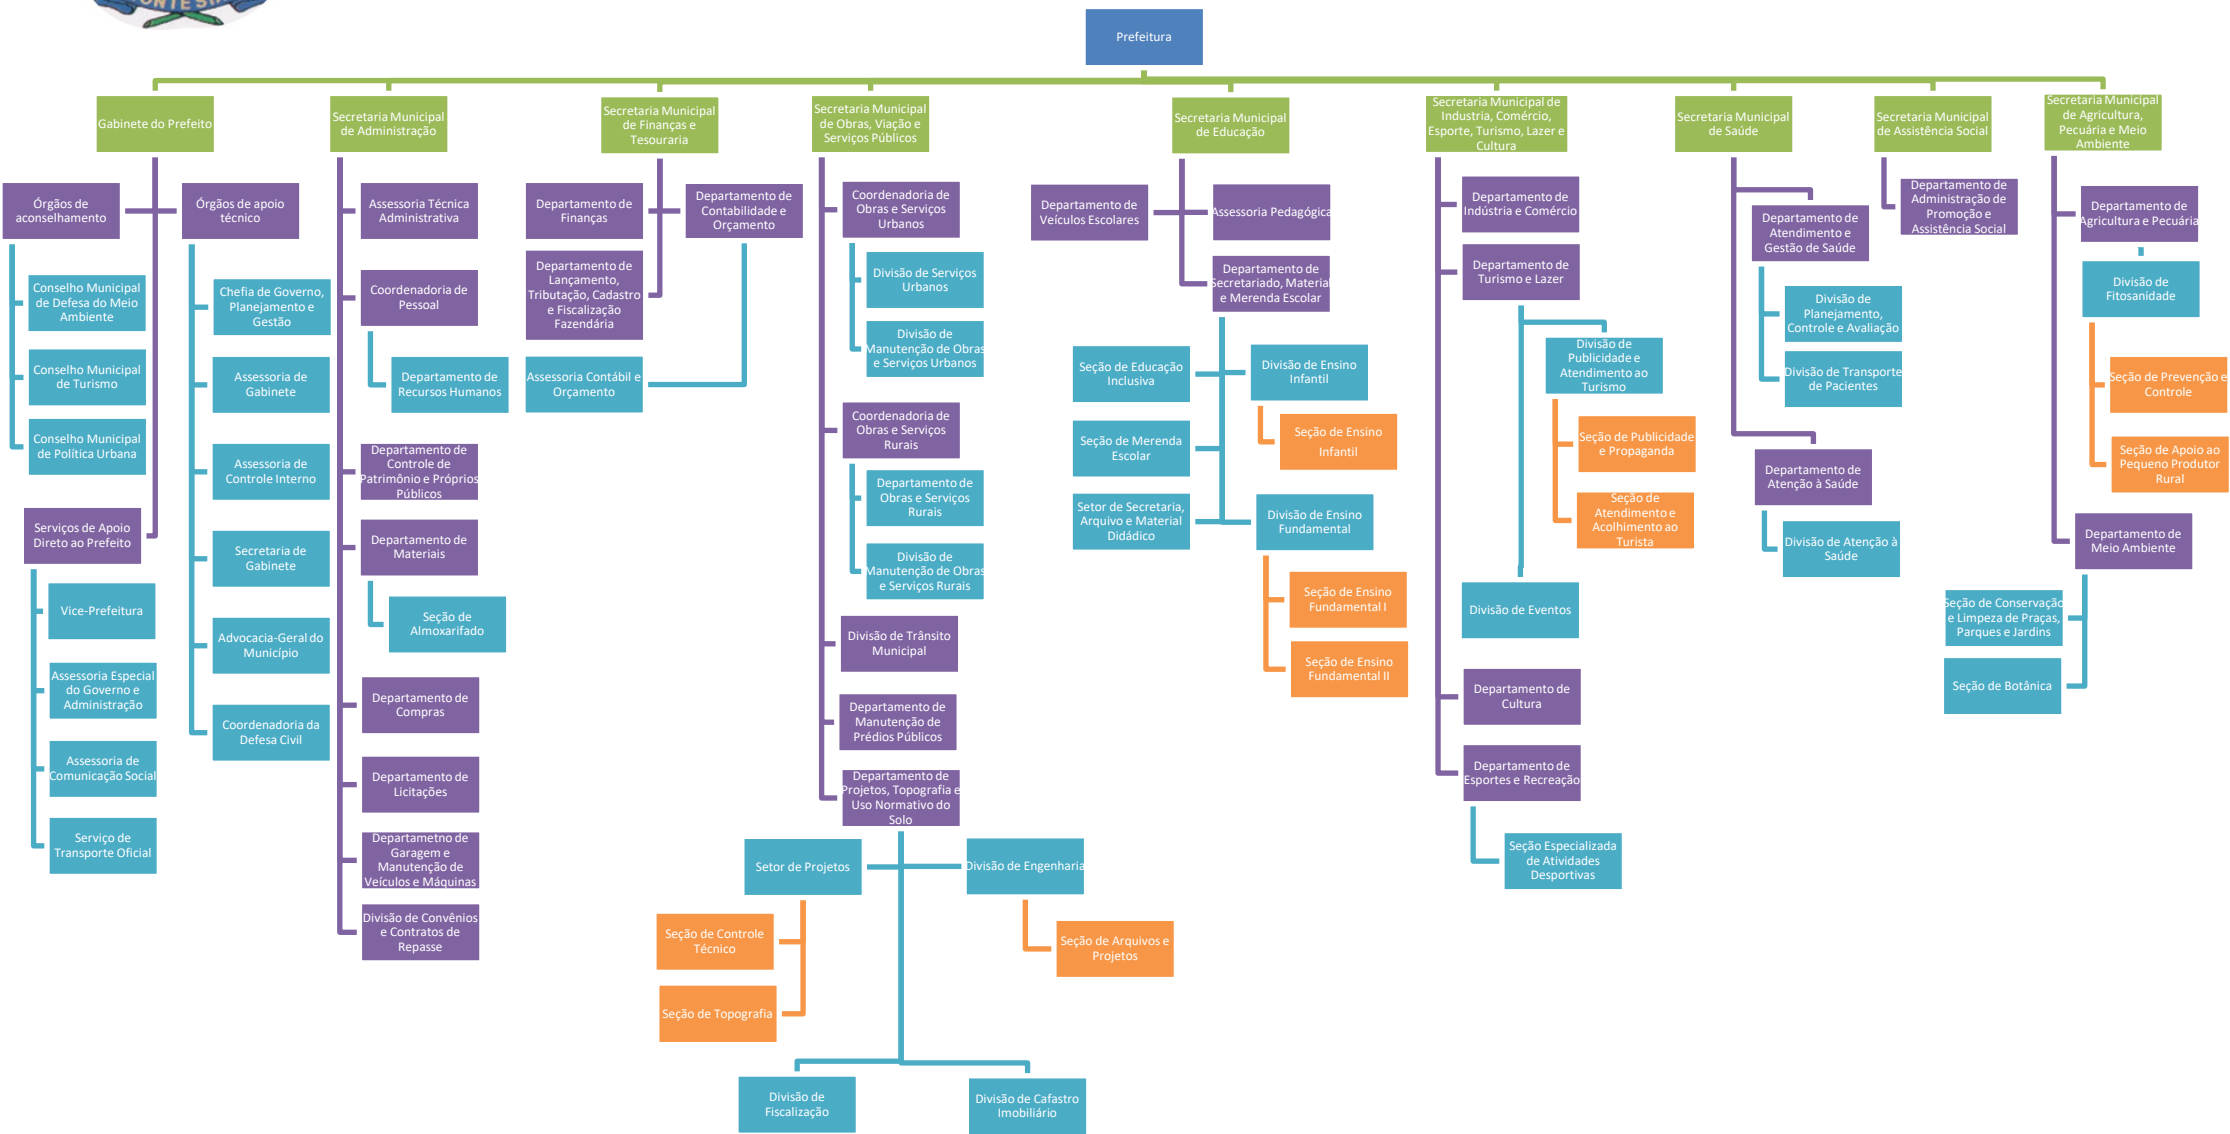 Prefeitura
Gabinete do Prefeito
Órgãos de
aconselhamento
Conselho Municipal
de Defesa do Meio
Ambiente
Conselho Municipal
de Turismo
Conselho Municipal
de Política Urbana
Órgãos de apoio
técnico
Chefia de Governo,
Planejamento e
Gestão
Assessoria de
Gabinete
Assessoria de
Controle Interno
Secretaria de
Gabinete
Advocacia-Geral do
Município
Coordenadoria da
Defesa Civil
Serviços de Apoio
Direto ao Prefeito
Vice-Prefeitura
Assessoria Especial
do Governo e
Administração
Assessoria de
Comunicação Social
Serviço de
Transporte Oficial
Secretaria Municipal
de Administração
Assessoria Técnica
Administrativa
Coordenadoria de
Pessoal
Departamento de
Recursos Humanos
Departamento de
Controle de
Patrimônio e Próprios
Públicos
Departamento de
Materiais
Seção de
Almoxarifado
Departamento de
Compras
Departamento de
Licitações
Departametno de
Garagem e
Manutenção de
Veículos e Máquinas
Divisão de Convênios
e Contratos de
Repasse
Secretaria Municipal
de Finanças e
Tesouraria
Departamento de
Finanças
Departamento de
Contabilidade e
Orçamento
Departamento de
Lançamento,
Tributação, Cadastro
e Fiscalização
Fazendária
Assessoria Contábil e
Orçamento
Secretaria Municipal
de Obras, Viação e
Serviços Públicos
Coordenadoria de
Obras e Serviços
Urbanos
Divisão de Serviços
Urbanos
Divisão de
Manutenção de Obras
e Serviços Urbanos
Coordenadoria de
Obras e Serviços
Rurais
Departamento de
Obras e Serviços
Rurais
Divisão de
Manutenção de Obras
e Serviços Rurais
Divisão de Trânsito
Municipal
Departamento de
Manutenção de
Prédios Públicos
Departamento de
Projetos, Topografia e
Uso Normativo do
Solo
Setor de Projetos
Seção de Controle
Técnico
Seção de Topografia
Divisão de Engenharia
Seção de Arquivos e
Projetos
Divisão de
Fiscalização
Divisão de Cafastro
Imobiliário
Secretaria Municipal
de Educação
Departamento de
Veículos Escolares
Assessoria Pedagógica
Departamento de
Secretariado, Material
e Merenda Escolar
Seção de Educação
Inclusiva
Divisão de Ensino
Infantil
Seção de Ensino
Infantil
Seção de Merenda
Escolar
Setor de Secretaria,
Arquivo e Material
Didádico
Divisão de Ensino
Fundamental
Seção de Ensino
Fundamental I
Seção de Ensino
Fundamental II
Secretaria Municipal de
Industria, Comércio,
Esporte, Turismo, Lazer e
Cultura
Departamento de
Indústria e Comércio
Departamento de
Turismo e Lazer
Divisão de
Publicidade e
Atendimento ao
Turismo
Seção de Publicidade
e Propaganda
Seção de
Atendimento e
Acolhimento ao
Turista
Divisão de Eventos
Departamento de
Cultura
Departamento de
Esportes e Recreação
Seção Especializada
de Atividades
Desportivas
Secretaria Municipal
de Saúde
Departamento de
Atendimento e
Gestão de Saúde
Divisão de
Planejamento,
Controle e Avaliação
Divisão de Transporte
de Pacientes
Departamento de
Atenção à Saúde
Divisão de Atenção à
Saúde
Secretaria Municipal
de Assistência Social
Departamento de
Administração de
Promoção e
Assistência Social
Secretaria Municipal
de Agricultura,
Pecuária e Meio
Ambiente
Departamento de
Agricultura e Pecuária
Divisão de
Fitosanidade
Seção de Prevenção e
Controle
Seção de Apoio ao
Pequeno Produtor
Rural
Departamento de
Meio Ambiente
Seção de Conservação
e Limpeza de Praças,
Parques e Jardins
Seção de Botânica